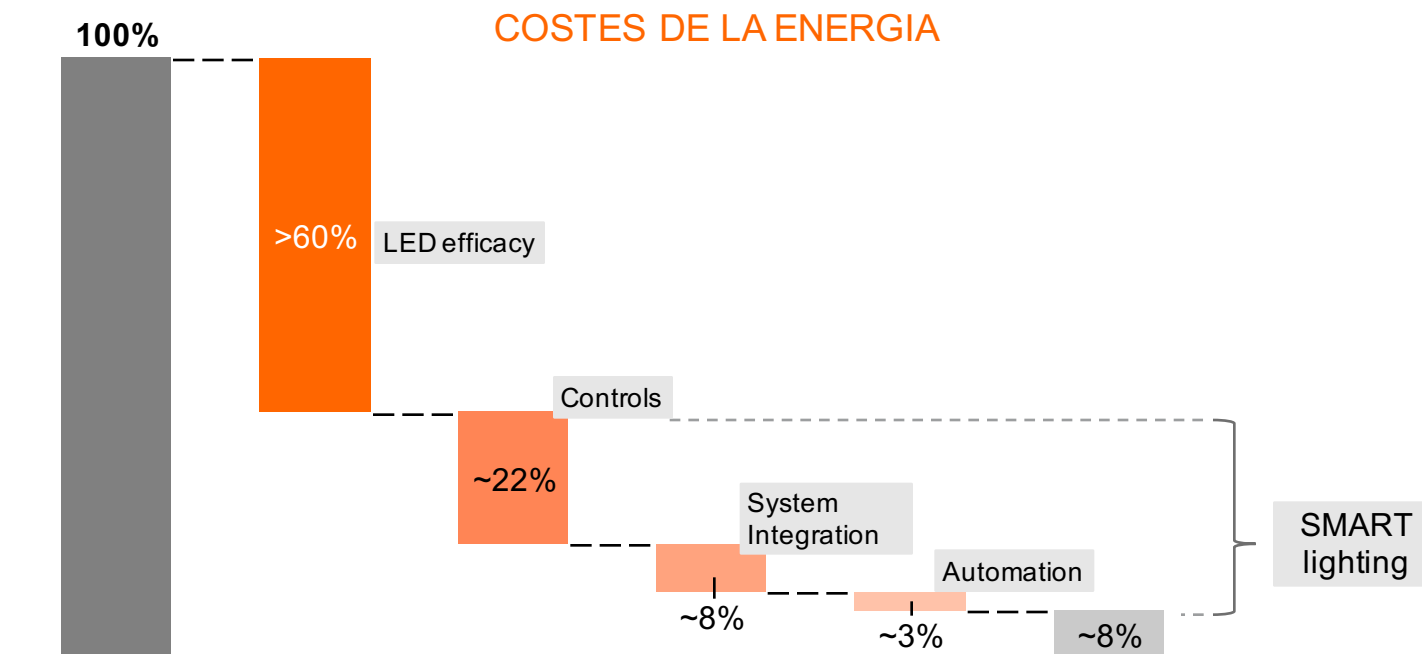 COSTES DE LA ENERGIA
100%
>60%
LED efficacy
Controls
~22%
System
Integration
~8%
Automation
~3%
~8%
SMART
lighting